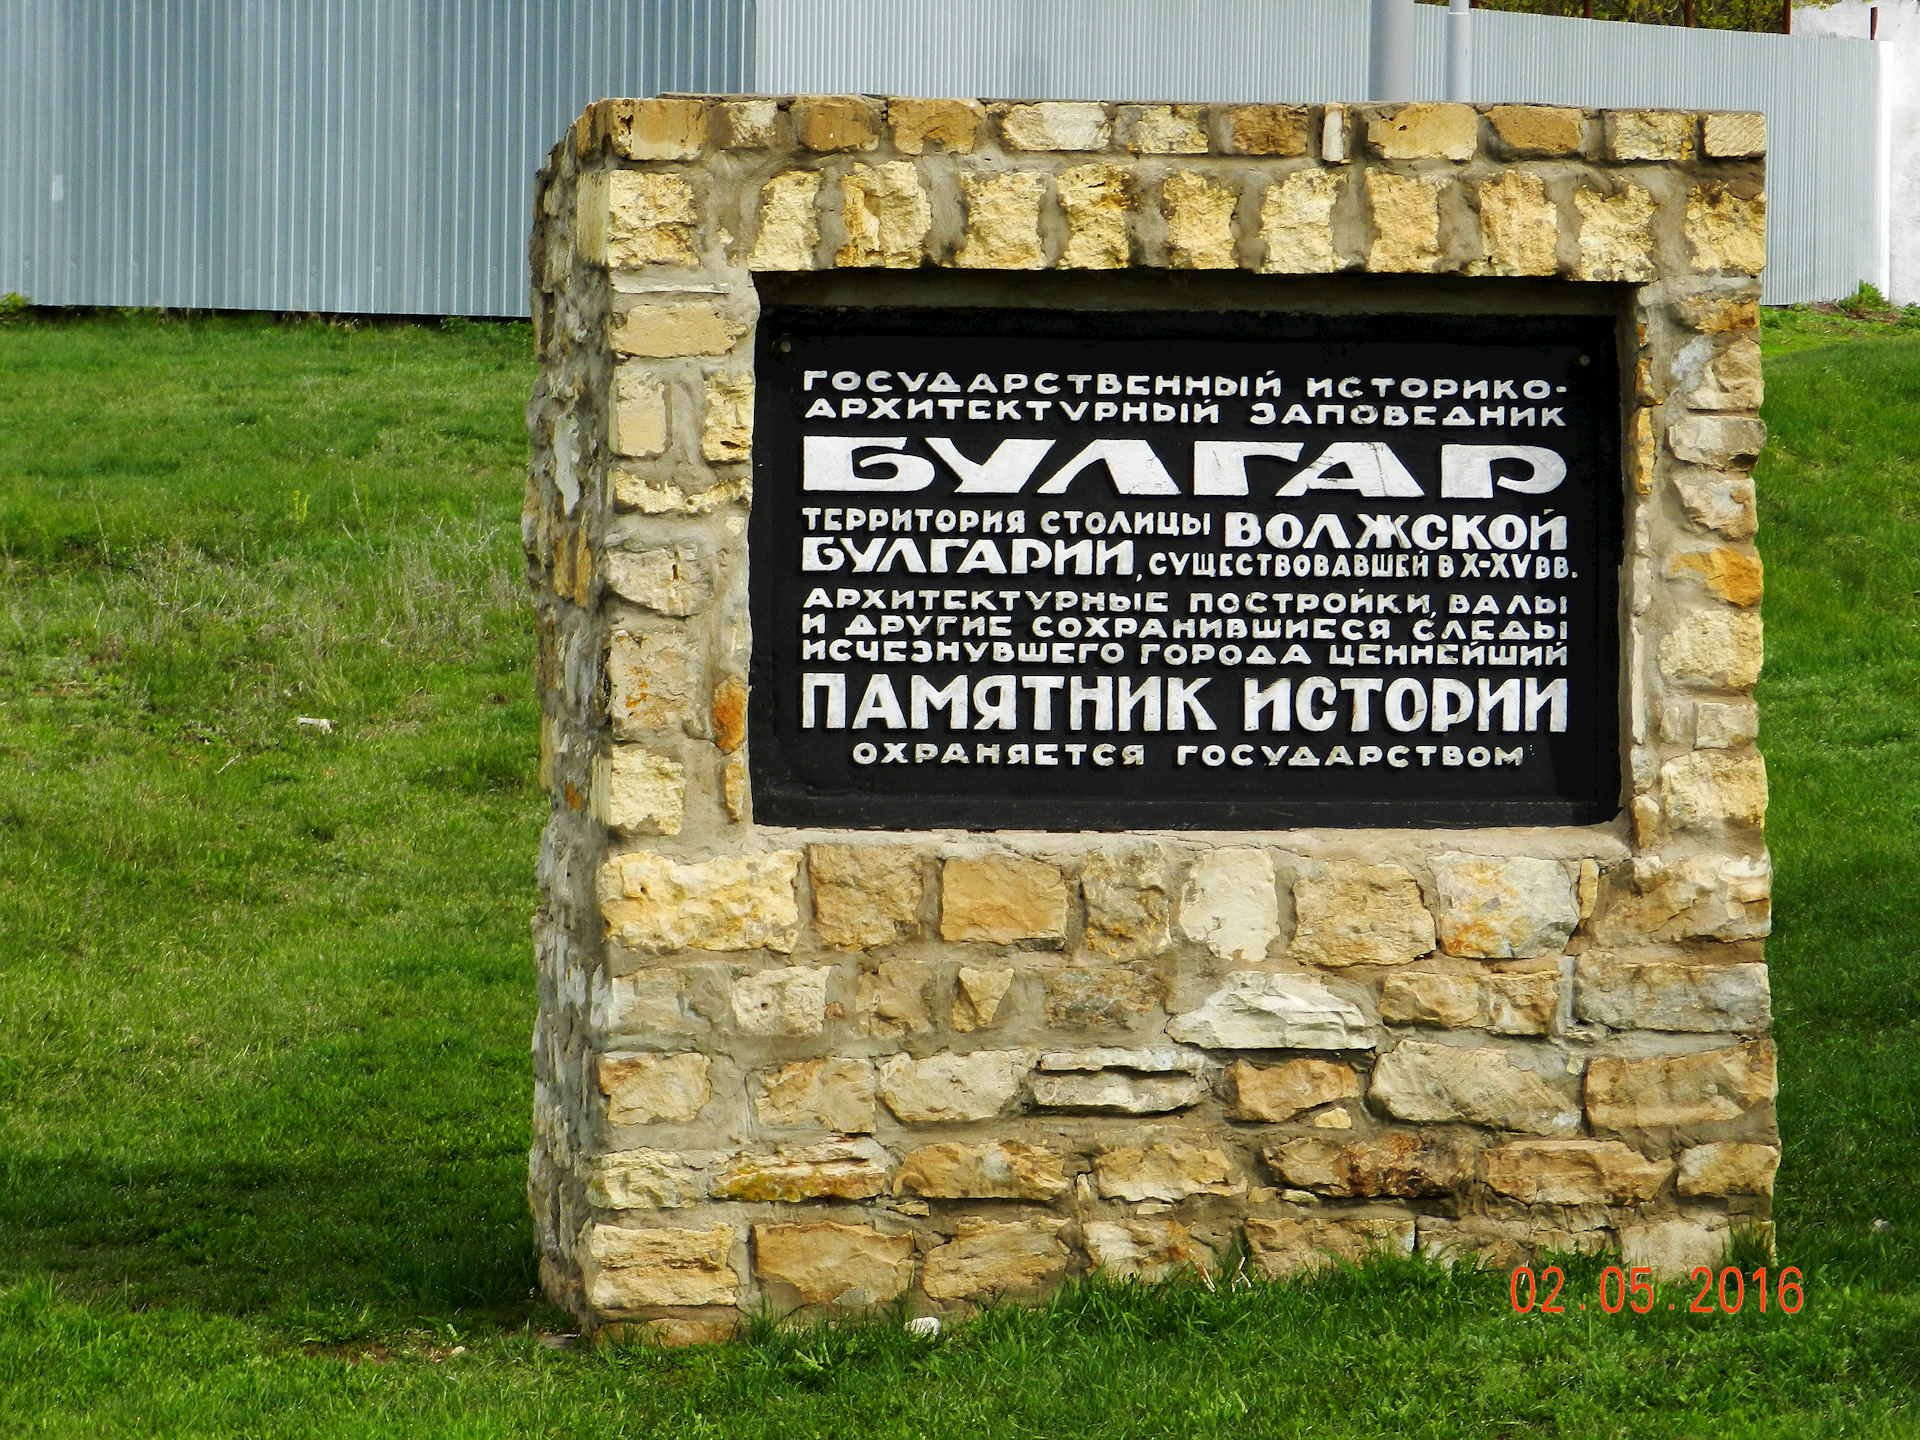 ГОСУДАРСТВЕННЫЙ ИСТОРИКО-
АРХИТЕКТУРНЫЙ ЗАПОВЕДНИК
БУЛГАР
ТЕРРИТОРИЯ СТОЛИЦЫ ВОЛЖСКОЙ
БУЛГАРИИ, СУЩЕСТВОВАВШЕЙ В X-XV ВВ.
АРХИТЕКТУРНЫЕ ПОСТРОЙКИ, ВАЛЫ
И ДРУГИЕ СОХРАНИВШИЕСЯ СЛЕДЫ
ИСЧЕЗНУВШЕГО ГОРОДА ЦЕННЕЙШИЙ
ПАМЯТНИК ИСТОРИИ
ОХРАНЯЕТСЯ ГОСУДАРСТВОМ
02.05.2016